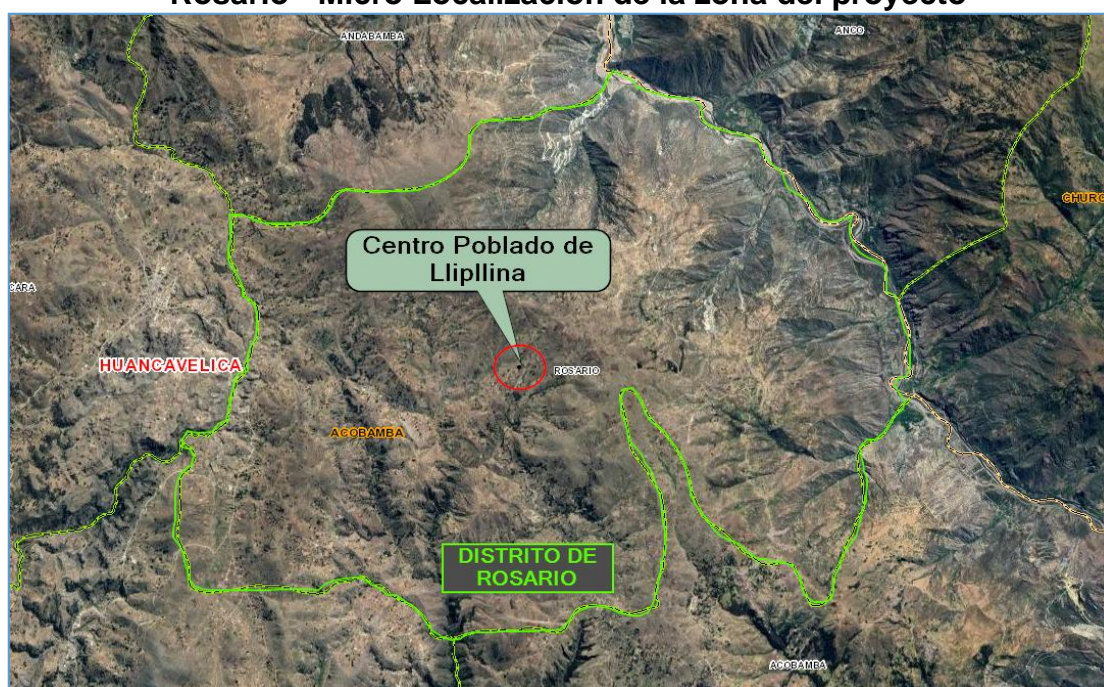 Rosario - Micro Localización de la zona del proyecto
ANDABAMBA
ANCO
CHURC
Centro Poblado de
Llipllina
CARA
HUANCAVELICA
ROSARIO
ACOBAMBA
DISTRITO DE
ROSARIO
ACOBAMBA